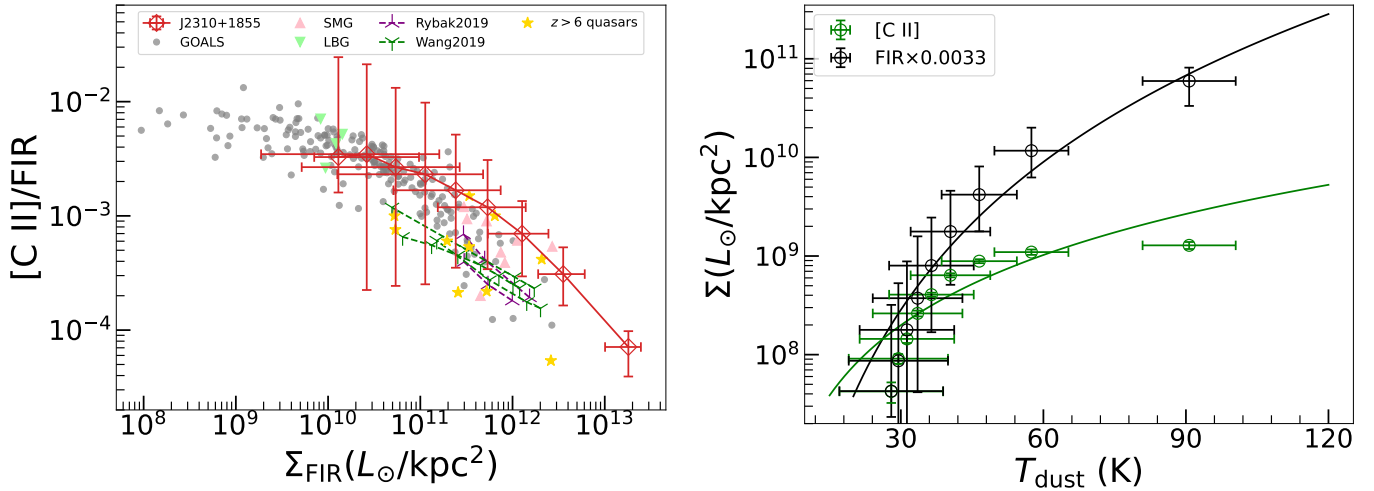 J2310+1855
GOALS
SMG
LBG
Rybak2019
Wang2019
z > 6 quasars
[C II]/FIR
10⁻²
10⁻³
10⁻⁴
10⁸ 10⁹ 10¹⁰ 10¹¹ 10¹² 10¹³
Σ_FIR(L⊙/kpc²)
[C II]
FIR×0.0033
Σ(L⊙/kpc²)
10¹¹
10¹⁰
10⁹
10⁸
30 60 90 120
T_dust (K)